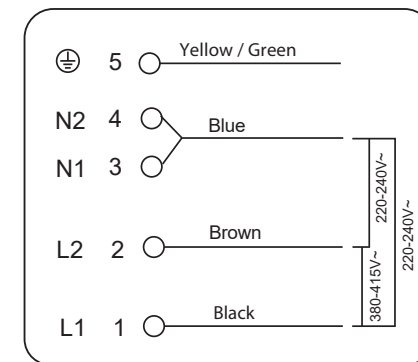 5 Yellow / Green
N2 4 Blue
N1 3
L2 2 Brown
L1 1 Black
220-240V~
380-415V~
220-240V~